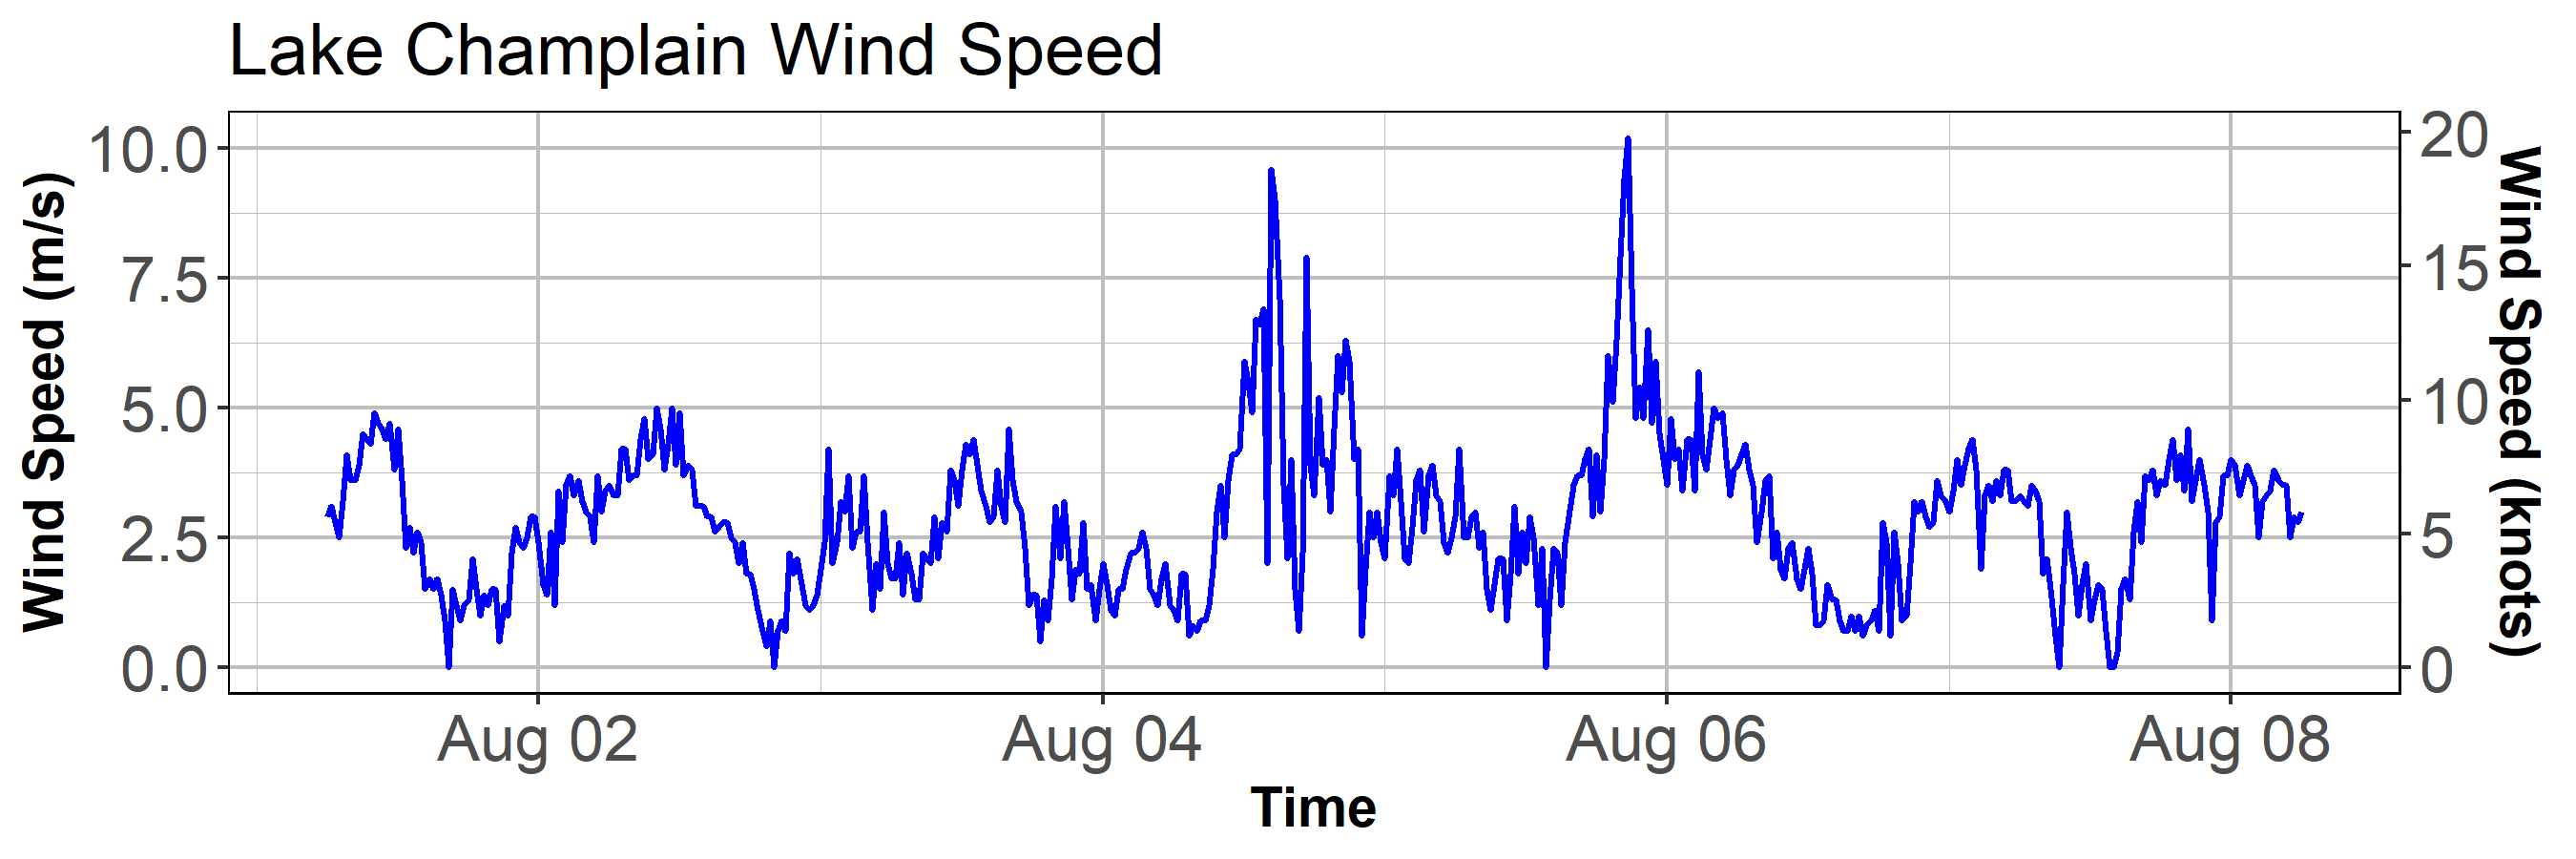 Lake Champlain Wind Speed
Wind Speed (m/s)
10.0
7.5
5.0
2.5
0.0
20
15
10
5
0
Wind Speed (knots)
Aug 02 Aug 04 Aug 06 Aug 08
Time